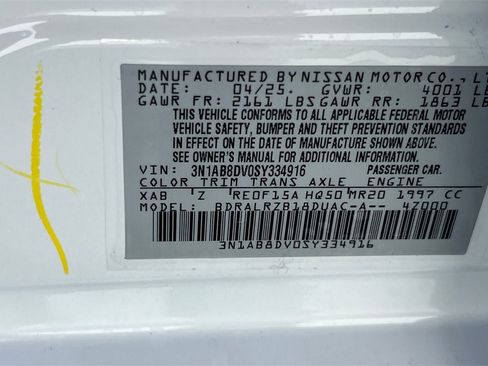 MANUFACTURED BY NISSAN MOTOR CO., LT
DATE: 04/25. GVWR: 4001 LB
GAWR FR: 2161 LBS GAWR RR: 1863 LB
THIS VEHICLE CONFORMS TO ALL APPLICABLE FEDERAL MOTOR
VEHICLE SAFETY, BUMPER AND THEFT PREVENTION STANDARDS
IN EFFECT ON THE DATE OF MANUFACTURE SHOWN ABOVE.
SEE OWNER'S MANUAL FOR ADDITIONAL INFORMATION.
VIN: 3N1AB8DV0SY334916 PASSENGER CAR.
COLOR TRIM TRANS AXLE ENGINE
XAB Z RE0F15A HQ50 MR20 1997 CC
BDRALRZB18DUAC-A-- 4Z000
3N1AB8DV0SY334916